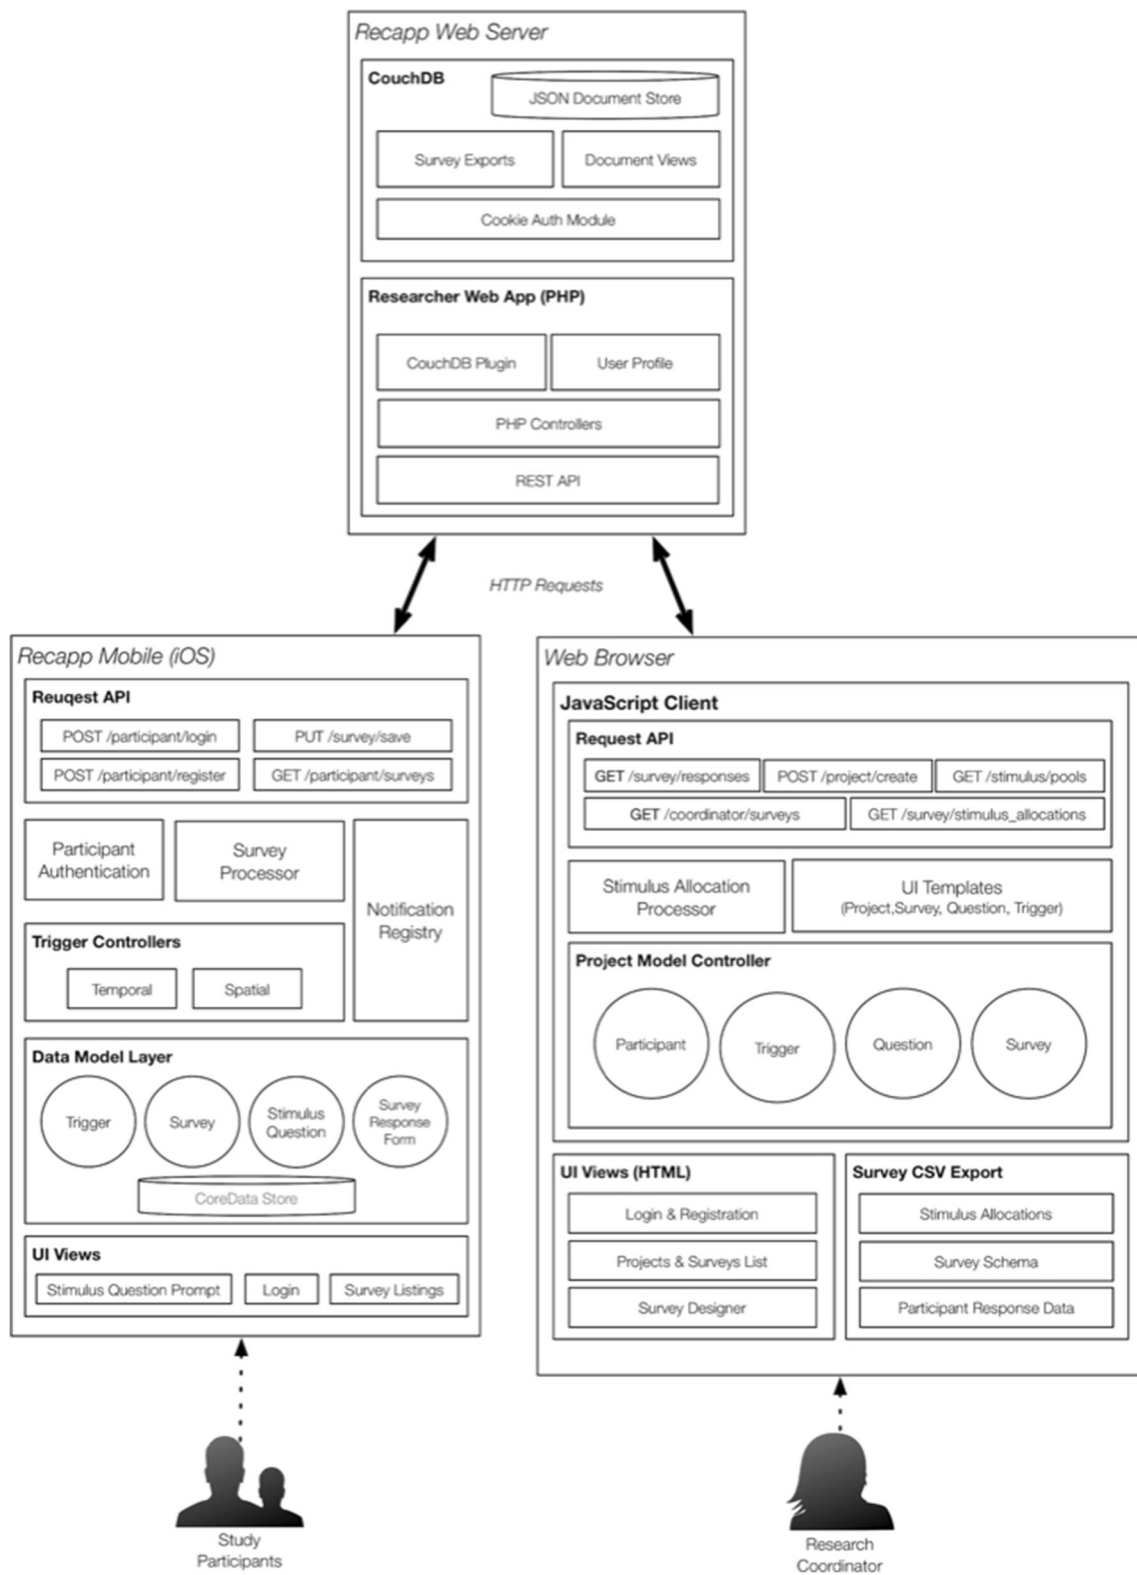 Recapp Web Server
CouchDB
JSON Document Store
Survey Exports
Document Views
Cookie Auth Module
Researcher Web App (PHP)
CouchDB Plugin
User Profile
PHP Controllers
REST API
HTTP Requests
Recapp Mobile (iOS)
Reuqest API
POST /participant/login
PUT /survey/save
POST /participant/register
GET /participant/surveys
Participant
Authentication
Survey
Processor
Notification
Registry
Trigger Controllers
Temporal
Spatial
Data Model Layer
Trigger
Survey
Stimulus
Question
Survey
Response
Form
CoreData Store
UI Views
Stimulus Question Prompt
Login
Survey Listings
Study
Participants
Web Browser
JavaScript Client
Request API
GET /survey/responses
POST /project/create
GET /stimulus/pools
GET /coordinator/surveys
GET /survey/stimulus_allocations
Stimulus Allocation
Processor
UI Templates
(Project,Survey, Question, Trigger)
Project Model Controller
Participant
Trigger
Question
Survey
UI Views (HTML)
Login & Registration
Projects & Surveys List
Survey Designer
Survey CSV Export
Stimulus Allocations
Survey Schema
Participant Response Data
Research
Coordinator